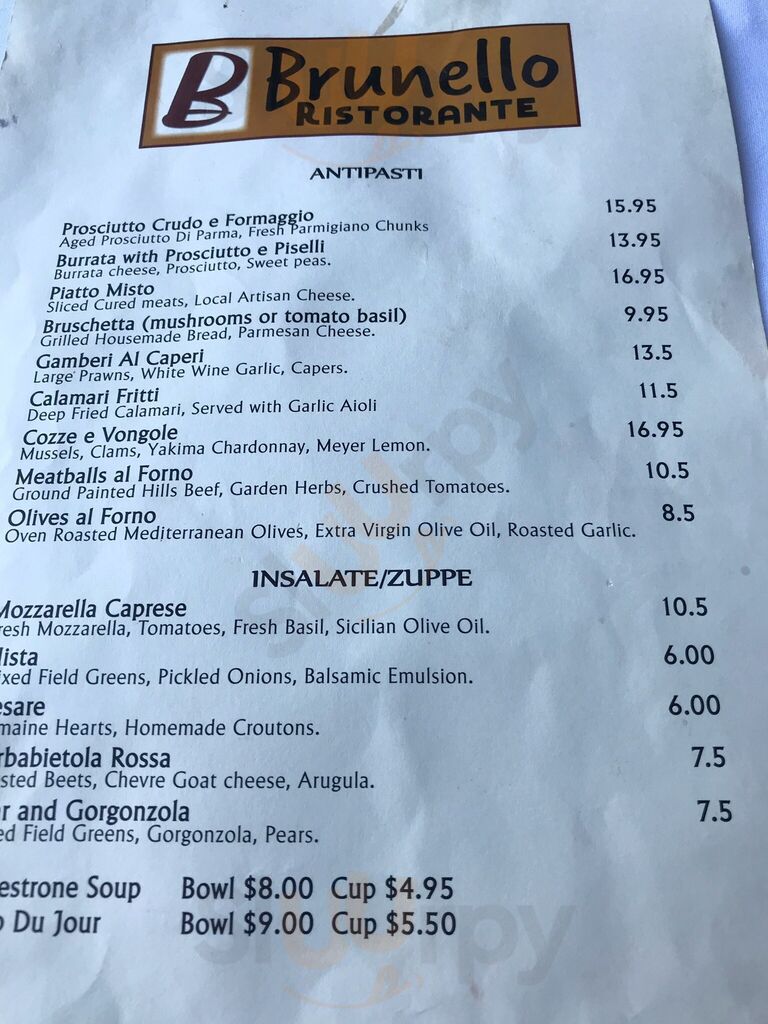 B Brunello
RISTORANTE
ANTIPASTI
Prosciutto Crudo e Formaggio 15.95
Aged Prosciutto Di Parma, Fresh Parmigiano Chunks
Burrata with Prosciutto e Piselli 13.95
Burrata cheese, Prosciutto, Sweet peas.
Piatto Misto 16.95
Sliced Cured meats, Local Artisan Cheese.
Bruschetta (mushrooms or tomato basil) 9.95
Grilled Housemade Bread, Parmesan Cheese.
Gamberi Al Caperi 13.5
Large Prawns, White Wine Garlic, Capers.
Calamari Fritti 11.5
Deep Fried Calamari, Served with Garlic Aioli
Cozze e Vongole 16.95
Mussels, Clams, Yakima Chardonnay, Meyer Lemon.
Meatballs al Forno 10.5
Ground Painted Hills Beef, Garden Herbs, Crushed Tomatoes.
Olives al Forno 8.5
Oven Roasted Mediterranean Olives, Extra Virgin Olive Oil, Roasted Garlic.
INSALATE/ZUPPE
Mozzarella Caprese 10.5
resh Mozzarella, Tomatoes, Fresh Basil, Sicilian Olive Oil.
lista 6.00
ixed Field Greens, Pickled Onions, Balsamic Emulsion.
esare 6.00
maine Hearts, Homemade Croutons.
rbabietola Rossa 7.5
sted Beets, Chevre Goat cheese, Arugula.
r and Gorgonzola 7.5
ed Field Greens, Gorgonzola, Pears.
estrone Soup Bowl $8.00 Cup $4.95
Du Jour Bowl $9.00 Cup $5.50
sluurpy
sluurpy